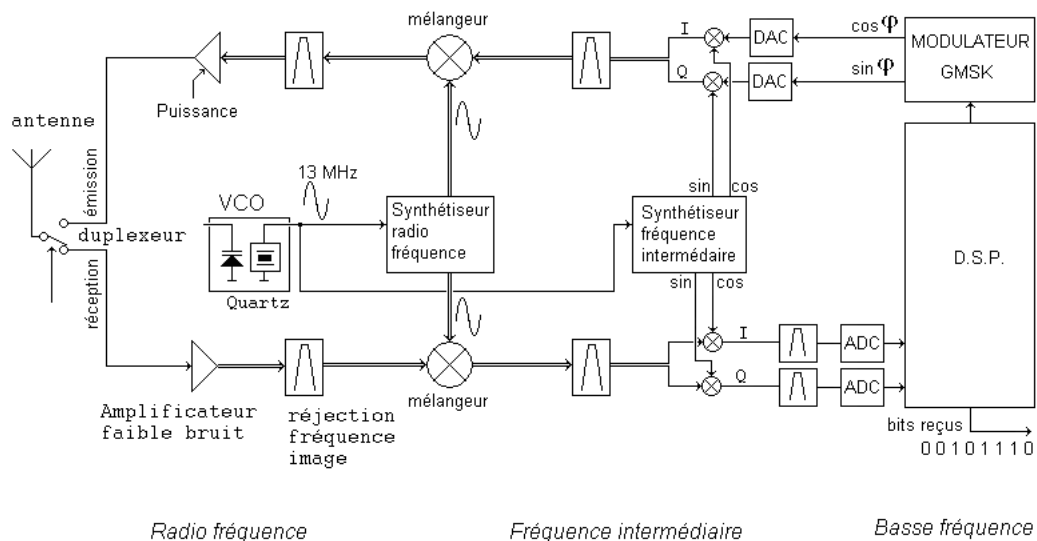 mélangeur
I
Q
DAC
DAC
cos φ
sin φ
MODULATEUR
GMSK
Puissance
antenne
émission
13 MHz
VCO
duplexeur
Synthétiseur
radio
fréquence
sin
cos
Synthétiseur
fréquence
intermédaire
D.S.P.
réception
Quartz
sin
cos
I
Q
ADC
ADC
mélangeur
Amplificateur
faible bruit
réjection
fréquence
image
bits reçus
00101110
Radio fréquence
Fréquence intermédiaire
Basse fréquence